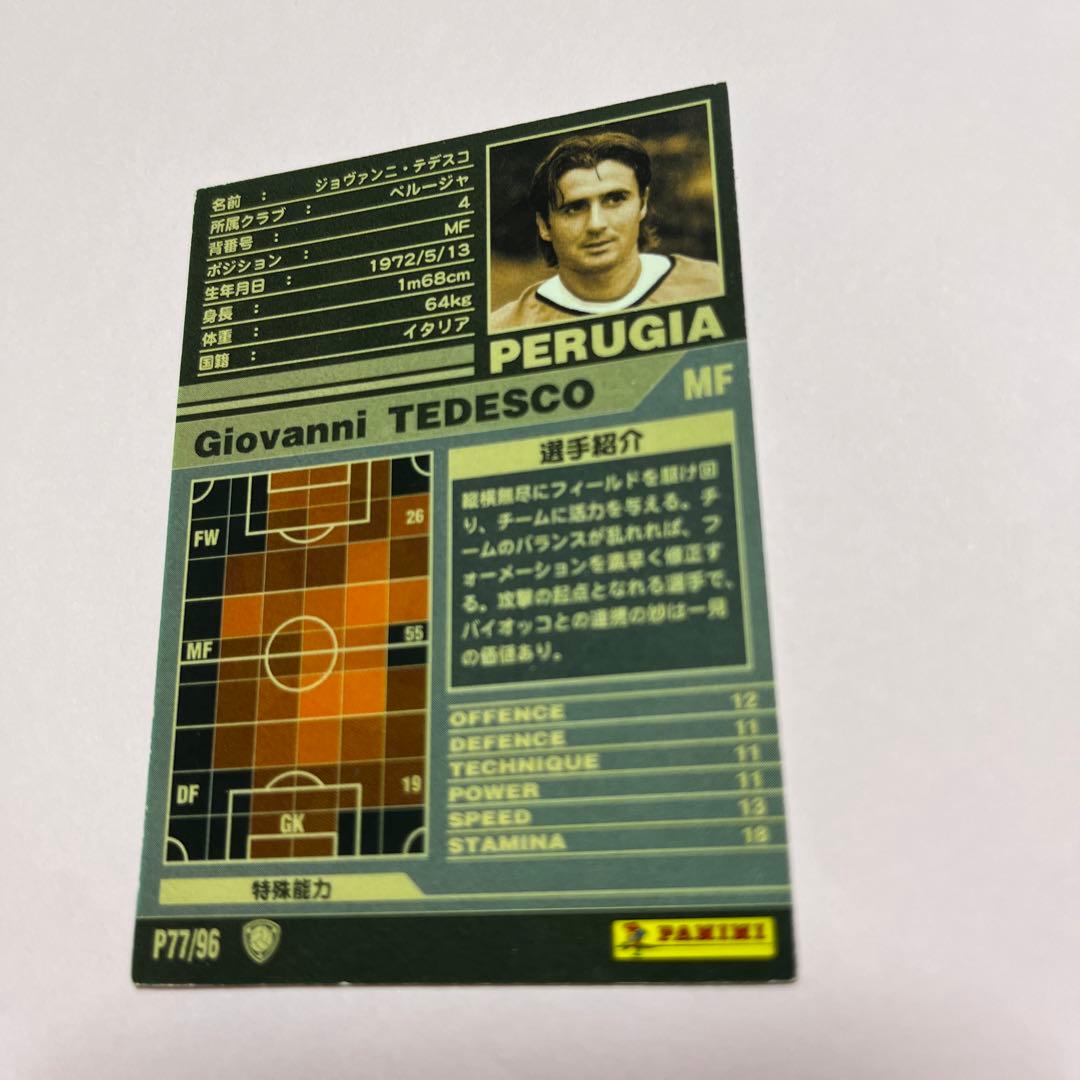 名前 : ジョヴァンニ・テデスコ
所属クラブ : ペルージャ
背番号 : 4
ポジション : MF
生年月日 : 1972/5/13
身長 : 1m68cm
体重 : 64kg
国籍 : イタリア
PERUGIA
MF
Giovanni TEDESCO
FW 26
MF 55
DF 19
GK
選手紹介
縦横無尽にフィールドを駆け回
り、チームに活力を与える。チ
ームのバランスが乱れれば、フ
ォーメーションを素早く修正す
る。攻撃の起点となれる選手で、
バイオッコとの連携の妙は一見
の価値あり。
OFFENCE 12
DEFENCE 11
TECHNIQUE 11
POWER 11
SPEED 13
STAMINA 18
特殊能力
P77/96
PANINI